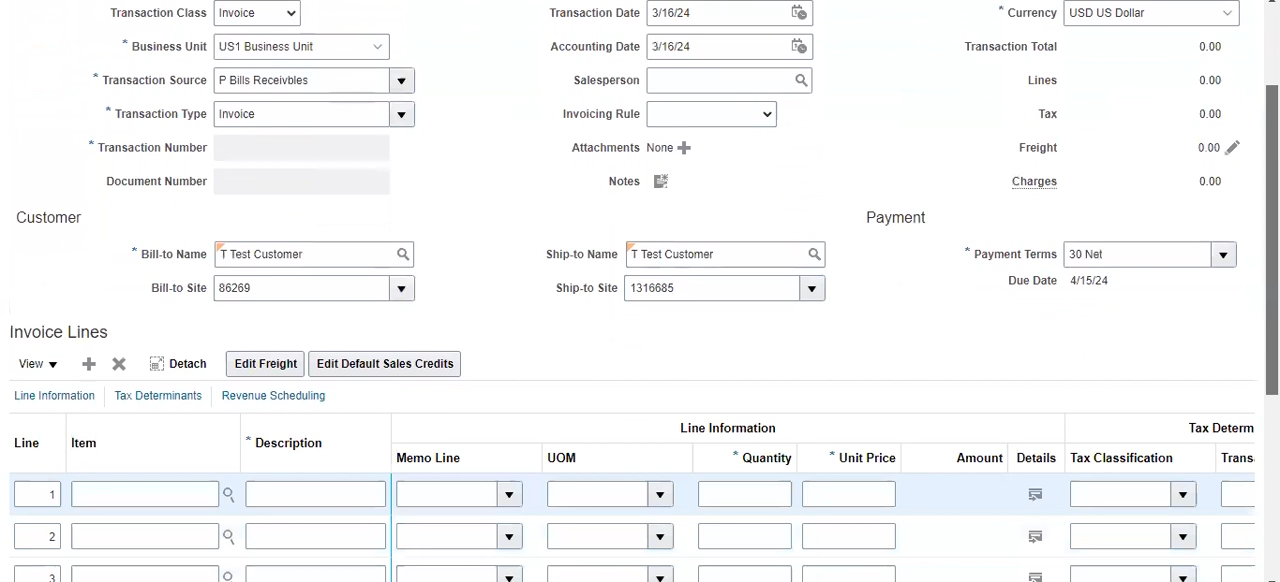 Transaction Class Invoice Transaction Date 3/16/24 * Currency USD US Dollar
* Business Unit US1 Business Unit Accounting Date 3/16/24 Transaction Total 0.00
* Transaction Source P Bills Receivbles Salesperson Lines 0.00
* Transaction Type Invoice Invoicing Rule Tax 0.00
* Transaction Number Attachments None Freight 0.00
Document Number Notes Charges 0.00
Customer Payment
* Bill-to Name T Test Customer Ship-to Name T Test Customer * Payment Terms 30 Net
Bill-to Site 86269 Ship-to Site 1316685 Due Date 4/15/24
Invoice Lines
View Detach Edit Freight Edit Default Sales Credits
Line Information Tax Determinants Revenue Scheduling
Line Information Tax Determ
Line Item * Description Memo Line UOM * Quantity * Unit Price Amount Details Tax Classification Trans
1
2
3